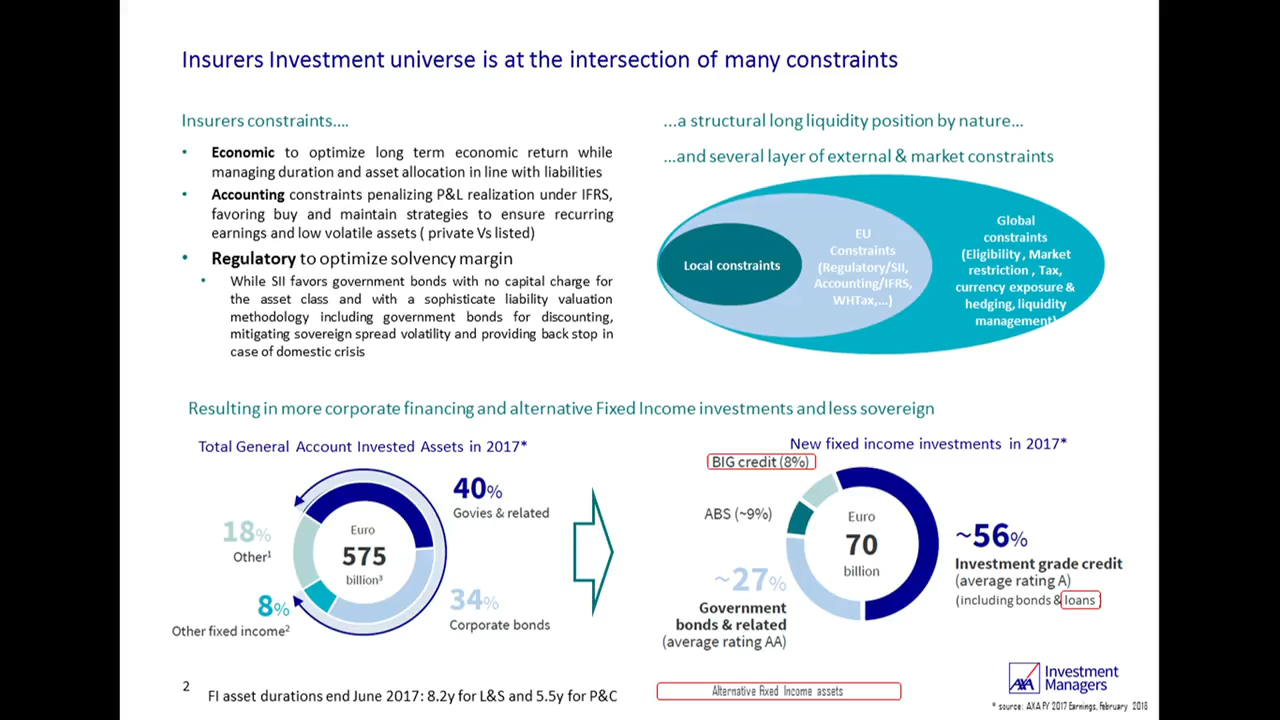 Insurers Investment universe is at the intersection of many constraints
Insurers constraints....
• Economic to optimize long term economic return while
managing duration and asset allocation in line with liabilities
• Accounting constraints penalizing P&L realization under IFRS,
favoring buy and maintain strategies to ensure recurring
earnings and low volatile assets ( private Vs listed)
• Regulatory to optimize solvency margin
• While SII favors government bonds with no capital charge for
the asset class and with a sophisticate liability valuation
methodology including government bonds for discounting,
mitigating sovereign spread volatility and providing back stop in
case of domestic crisis
...a structural long liquidity position by nature...
...and several layer of external & market constraints
Local constraints
EU
Constraints
(Regulatory/SII,
Accounting/IFRS,
WHTax,...)
Global
constraints
(Eligibility , Market
restriction , Tax,
currency exposure &
hedging, liquidity
management)
Resulting in more corporate financing and alternative Fixed Income investments and less sovereign
Total General Account Invested Assets in 2017*
40%
Govies & related
18%
Other¹
Euro
575
billion³
8%
Other fixed income²
34%
Corporate bonds
New fixed income investments in 2017*
BIG credit (8%)
ABS (~9%)
Euro
70
billion
~56%
Investment grade credit
(average rating A)
(including bonds & loans)
~27%
Government
bonds & related
(average rating AA)
2
FI asset durations end June 2017: 8.2y for L&S and 5.5y for P&C
Alternative Fixed Income assets
AXA
Investment
Managers
* source: AXA FY 2017 Earnings, February 2018